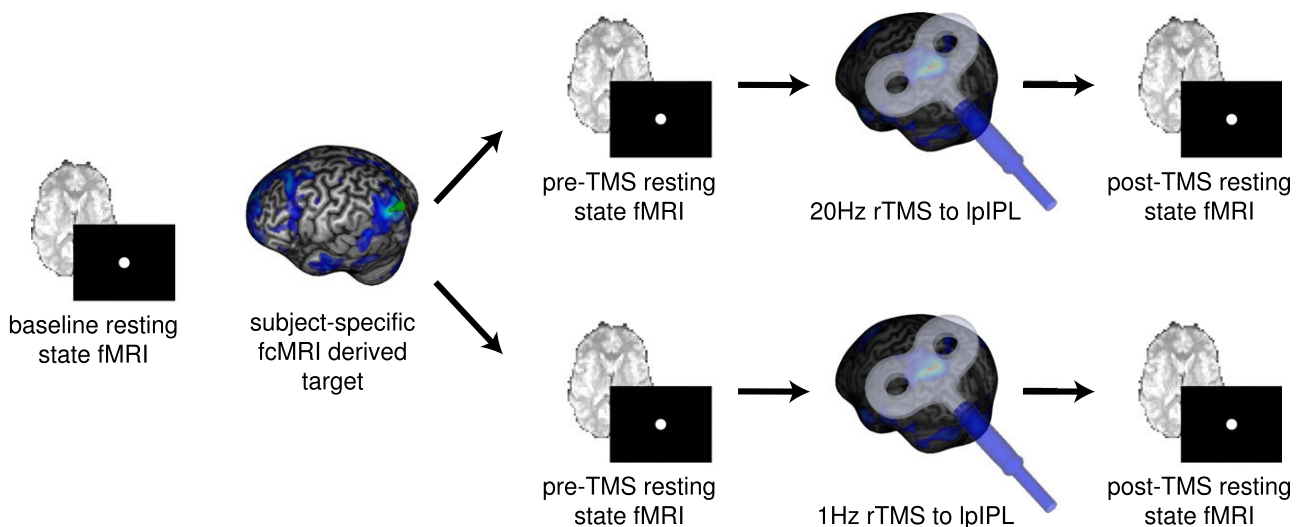 baseline resting
state fMRI
subject-specific
fcMRI derived
target
pre-TMS resting
state fMRI
20Hz rTMS to lpIPL
post-TMS resting
state fMRI
pre-TMS resting
state fMRI
1Hz rTMS to lpIPL
post-TMS resting
state fMRI